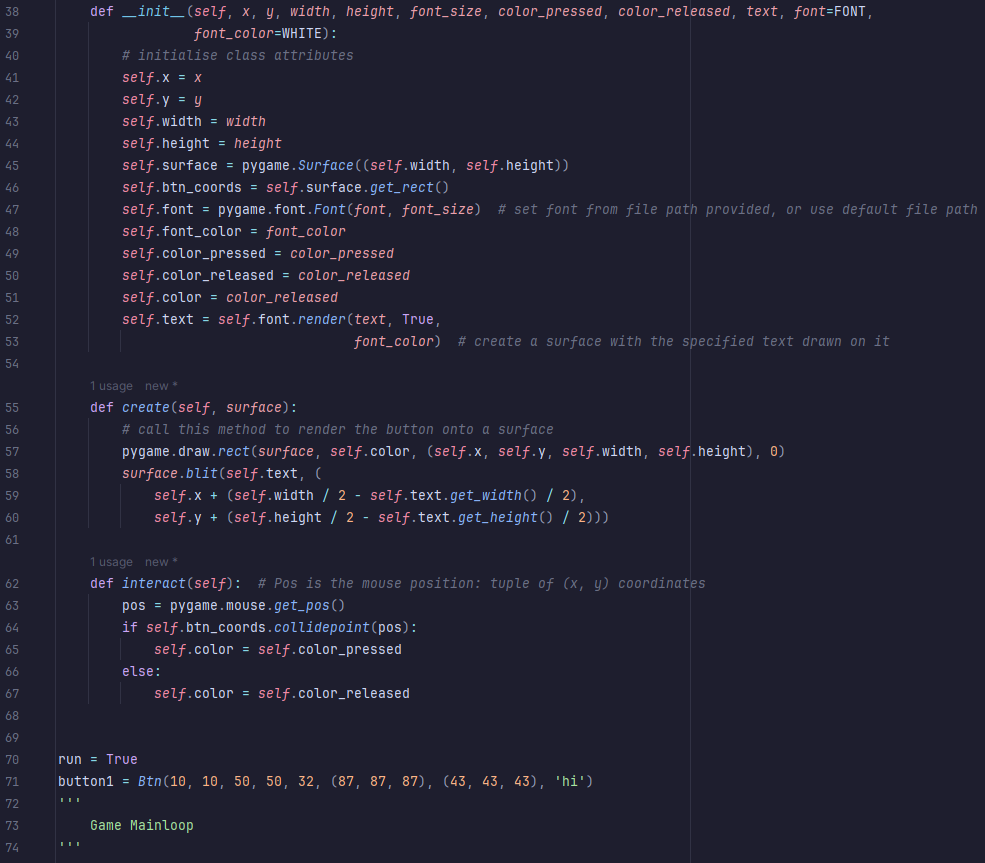 38 def __init__(self, x, y, width, height, font_size, color_pressed, color_released, text, font=FONT,
39 font_color=WHITE):
40 # initialise class attributes
41 self.x = x
42 self.y = y
43 self.width = width
44 self.height = height
45 self.surface = pygame.Surface((self.width, self.height))
46 self.btn_coords = self.surface.get_rect()
47 self.font = pygame.font.Font(font, font_size)  # set font from file path provided, or use default file path
48 self.font_color = font_color
49 self.color_pressed = color_pressed
50 self.color_released = color_released
51 self.color = color_released
52 self.text = self.font.render(text, True,
53 font_color)  # create a surface with the specified text drawn on it
54
1 usage   new *
55 def create(self, surface):
56 # call this method to render the button onto a surface
57 pygame.draw.rect(surface, self.color, (self.x, self.y, self.width, self.height), 0)
58 surface.blit(self.text, (
59 self.x + (self.width / 2 - self.text.get_width() / 2),
60 self.y + (self.height / 2 - self.text.get_height() / 2)))
61
1 usage   new *
62 def interact(self):  # Pos is the mouse position: tuple of (x, y) coordinates
63 pos = pygame.mouse.get_pos()
64 if self.btn_coords.collidepoint(pos):
65 self.color = self.color_pressed
66 else:
67 self.color = self.color_released
68
69
70 run = True
71 button1 = Btn(10, 10, 50, 50, 32, (87, 87, 87), (43, 43, 43), 'hi')
72 '''
73 Game Mainloop
74 '''